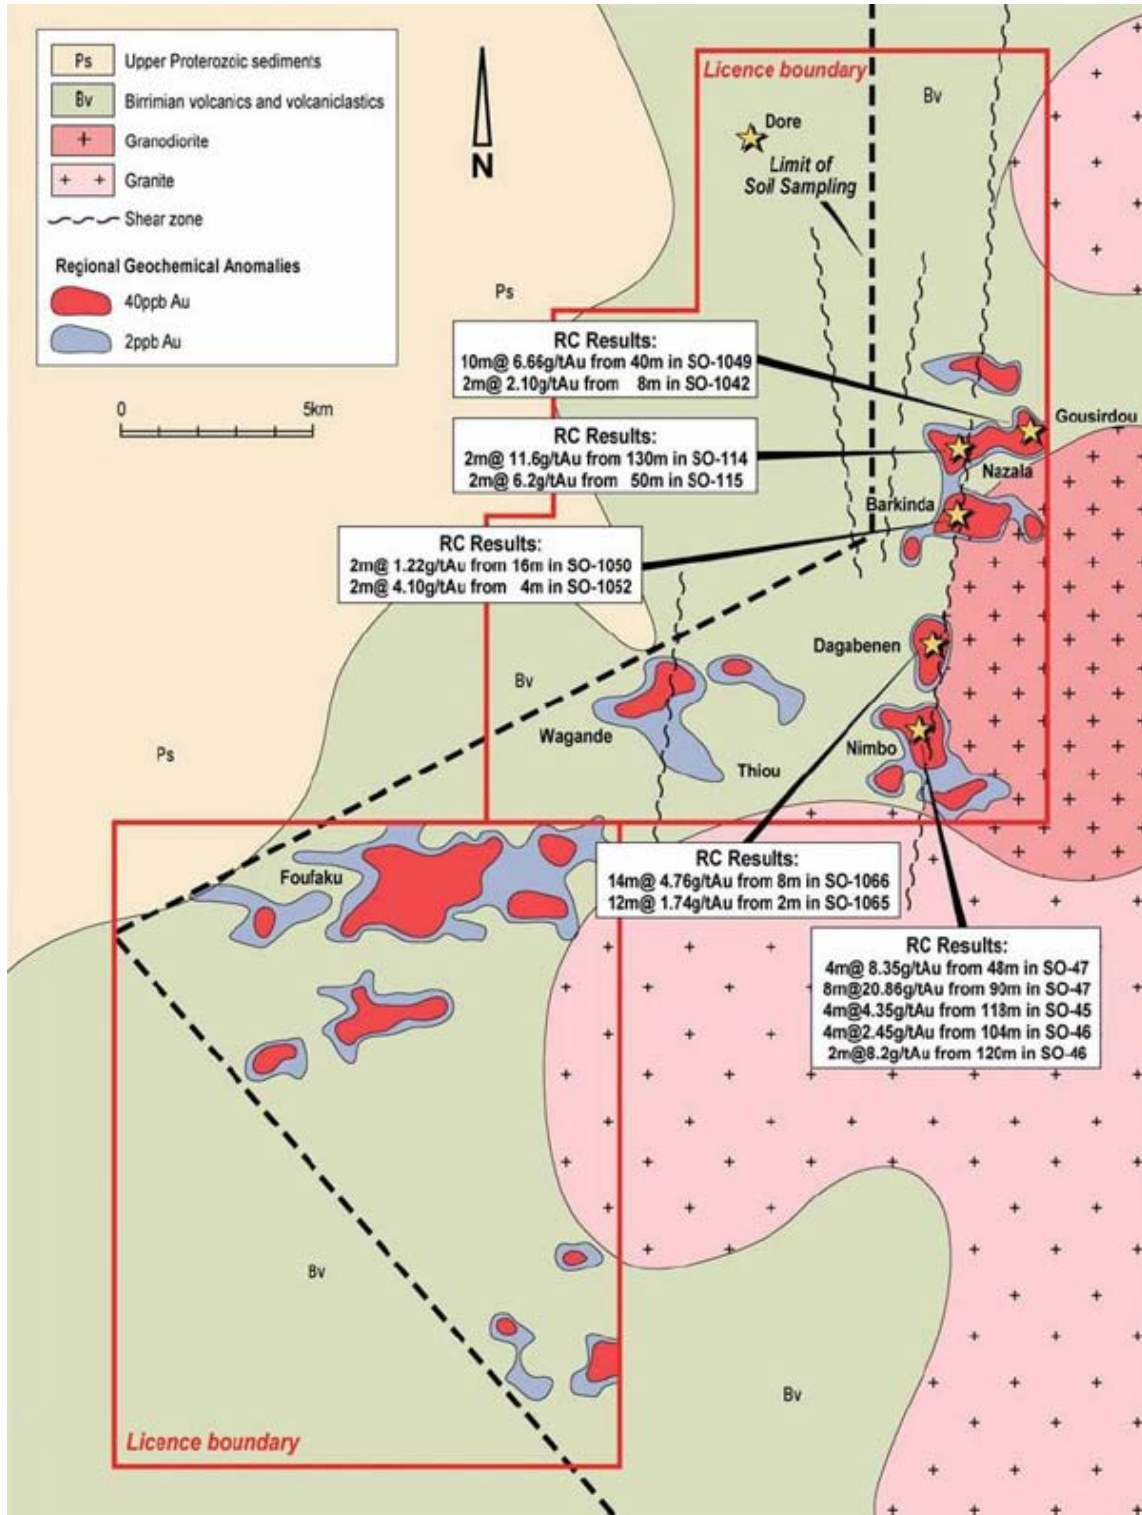 Ps Upper Proterozoic sediments
Bv Birrimian volcanics and volcaniclastics
Granodiorite
Granite
Shear zone
Regional Geochemical Anomalies
40ppb Au
2ppb Au
0 5km
N
Licence boundary
Bv
Dore
Limit of
Soil Sampling
Ps
RC Results:
10m@ 6.66g/tAu from 40m in SO-1049
2m@ 2.10g/tAu from 8m in SO-1042
Gousirdou
RC Results:
2m@ 11.6g/tAu from 130m in SO-114
2m@ 6.2g/tAu from 50m in SO-115
Nazala
Barkinda
RC Results:
2m@ 1.22g/tAu from 16m in SO-1050
2m@ 4.10g/tAu from 4m in SO-1052
Dagabenen
Bv
Wagande
Nimbo
Thiou
Ps
RC Results:
14m@ 4.76g/tAu from 8m in SO-1066
12m@ 1.74g/tAu from 2m in SO-1065
Foufaku
RC Results:
4m@ 8.35g/tAu from 48m in SO-47
8m@20.86g/tAu from 90m in SO-47
4m@4.35g/tAu from 118m in SO-45
4m@2.45g/tAu from 104m in SO-46
2m@8.2g/tAu from 120m in SO-46
Bv
Bv
Licence boundary